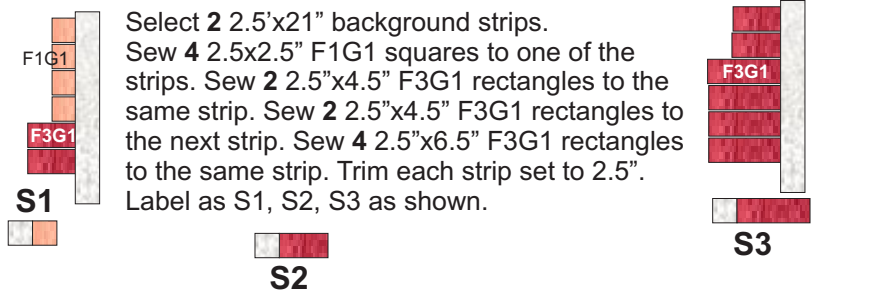 Select 2 2.5'x21” background strips.
Sew 4 2.5x2.5” F1G1 squares to one of the
strips. Sew 2 2.5”x4.5” F3G1 rectangles to the
same strip. Sew 2 2.5”x4.5” F3G1 rectangles to
the next strip. Sew 4 2.5”x6.5” F3G1 rectangles
to the same strip. Trim each strip set to 2.5”.
Label as S1, S2, S3 as shown.
F1G1
F3G1
S1
S2
F3G1
S3